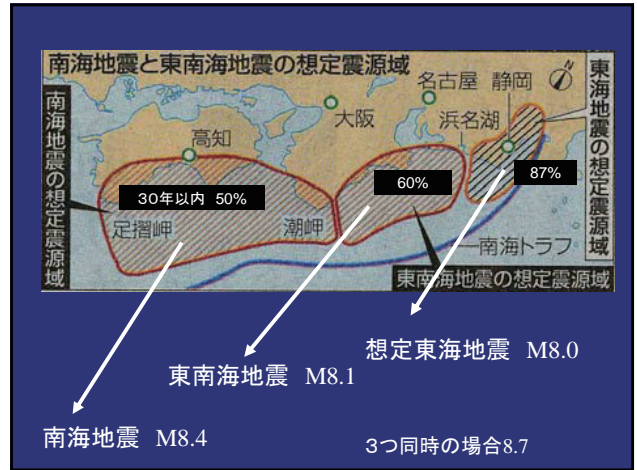 南海地震と東南海地震の想定震源域
名古屋 静岡
N
大阪
浜名湖
高知
南海地震の想定震源域
東海地震の想定震源域
30年以内 50%
60%
87%
足摺岬
潮岬
南海トラフ
東南海地震の想定震源域
想定東海地震 M8.0
東南海地震 M8.1
南海地震 M8.4
3つ同時の場合8.7